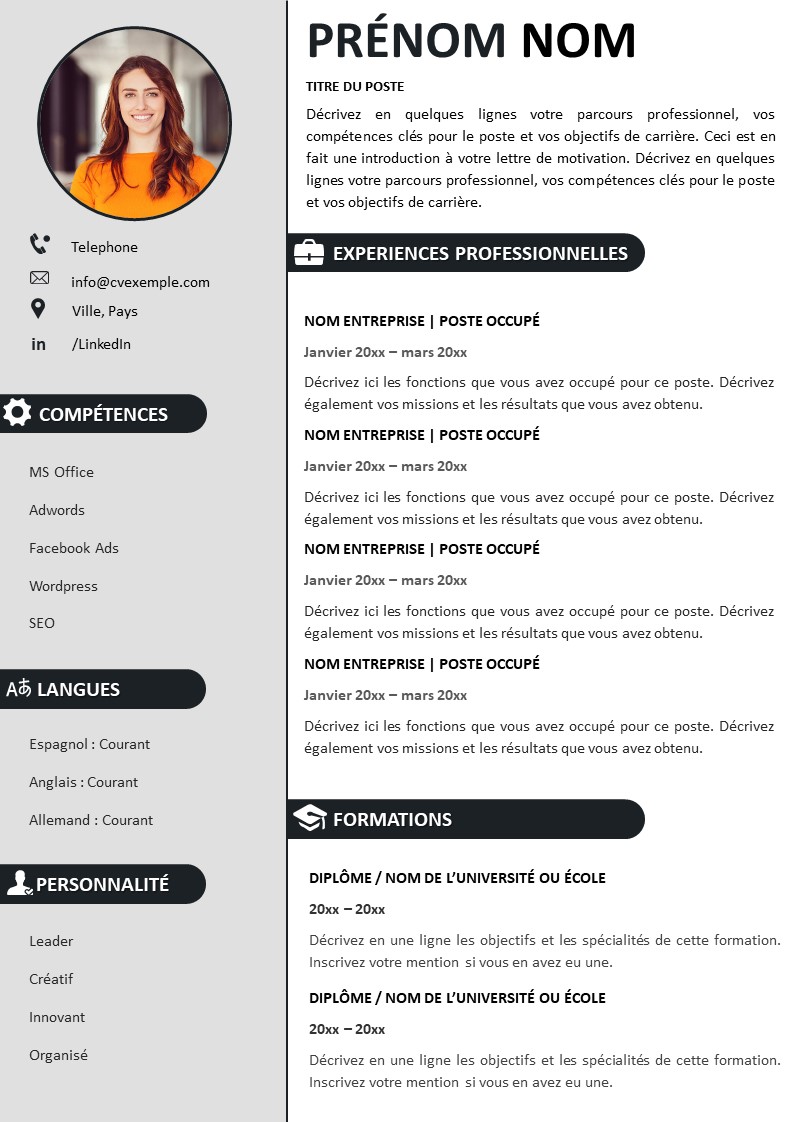 PRÉNOM NOM
TITRE DU POSTE
Décrivez en quelques lignes votre parcours professionnel, vos
compétences clés pour le poste et vos objectifs de carrière. Ceci est en
fait une introduction à votre lettre de motivation. Décrivez en quelques
lignes votre parcours professionnel, vos compétences clés pour le poste
et vos objectifs de carrière.
Telephone
info@cvexemple.com
Ville, Pays
in /LinkedIn
COMPÉTENCES
MS Office
Adwords
Facebook Ads
Wordpress
SEO
Aあ LANGUES
Espagnol : Courant
Anglais : Courant
Allemand : Courant
PERSONNALITÉ
Leader
Créatif
Innovant
Organisé
EXPERIENCES PROFESSIONNELLES
NOM ENTREPRISE | POSTE OCCUPÉ
Janvier 20xx – mars 20xx
Décrivez ici les fonctions que vous avez occupé pour ce poste. Décrivez
également vos missions et les résultats que vous avez obtenu.
NOM ENTREPRISE | POSTE OCCUPÉ
Janvier 20xx – mars 20xx
Décrivez ici les fonctions que vous avez occupé pour ce poste. Décrivez
également vos missions et les résultats que vous avez obtenu.
NOM ENTREPRISE | POSTE OCCUPÉ
Janvier 20xx – mars 20xx
Décrivez ici les fonctions que vous avez occupé pour ce poste. Décrivez
également vos missions et les résultats que vous avez obtenu.
NOM ENTREPRISE | POSTE OCCUPÉ
Janvier 20xx – mars 20xx
Décrivez ici les fonctions que vous avez occupé pour ce poste. Décrivez
également vos missions et les résultats que vous avez obtenu.
FORMATIONS
DIPLÔME / NOM DE L’UNIVERSITÉ OU ÉCOLE
20xx – 20xx
Décrivez en une ligne les objectifs et les spécialités de cette formation.
Inscrivez votre mention si vous en avez eu une.
DIPLÔME / NOM DE L’UNIVERSITÉ OU ÉCOLE
20xx – 20xx
Décrivez en une ligne les objectifs et les spécialités de cette formation.
Inscrivez votre mention si vous en avez eu une.